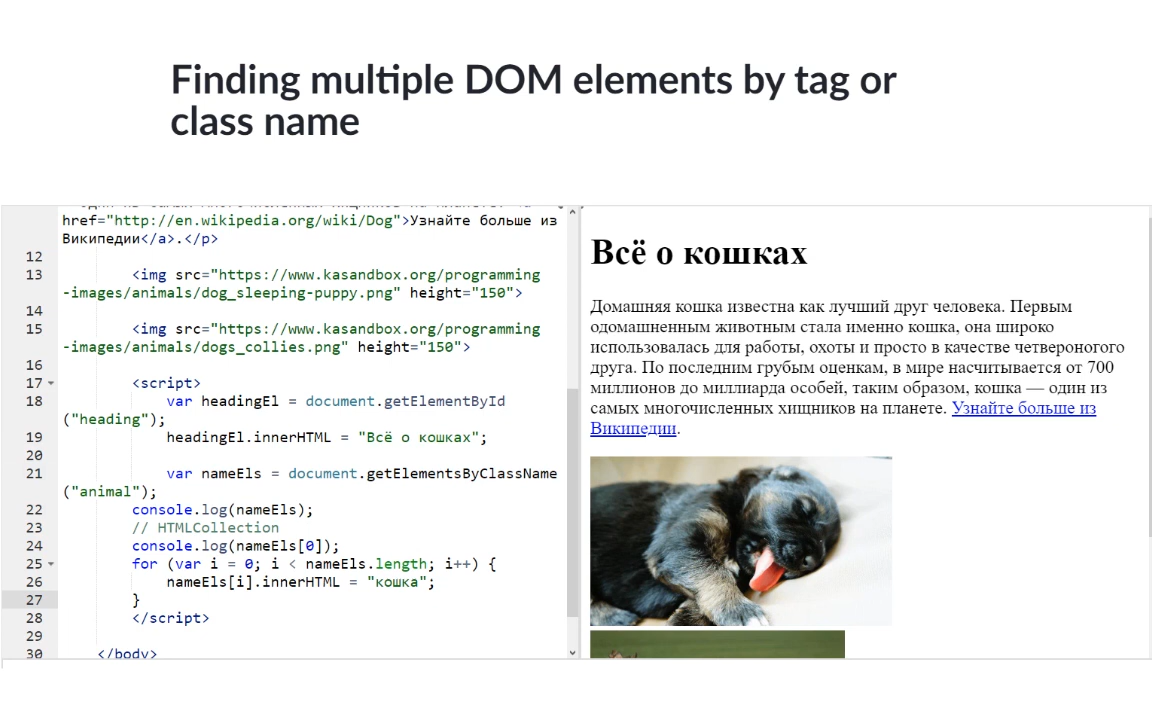 Finding multiple DOM elements by tag or
class name
href="http://en.wikipedia.org/wiki/Dog">Узнайте больше из
Википедии</a>.</p>
12
13 <img src="https://www.kasandbox.org/programming
-images/animals/dog_sleeping-puppy.png" height="150">
14
15 <img src="https://www.kasandbox.org/programming
-images/animals/dogs_collies.png" height="150">
16
17 <script>
18 var headingEl = document.getElementById
("heading");
19 headingEl.innerHTML = "Всё о кошках";
20
21 var nameEls = document.getElementsByClassName
("animal");
22 console.log(nameEls);
23 // HTMLCollection
24 console.log(nameEls[0]);
25 for (var i = 0; i < nameEls.length; i++) {
26 nameEls[i].innerHTML = "кошка";
27 }
28 </script>
29
30 </body>
Всё о кошках
Домашняя кошка известна как лучший друг человека. Первым
одомашненным животным стала именно кошка, она широко
использовалась для работы, охоты и просто в качестве четвероногого
друга. По последним грубым оценкам, в мире насчитывается от 700
миллионов до миллиарда особей, таким образом, кошка — один из
самых многочисленных хищников на планете. Узнайте больше из
Википедии.